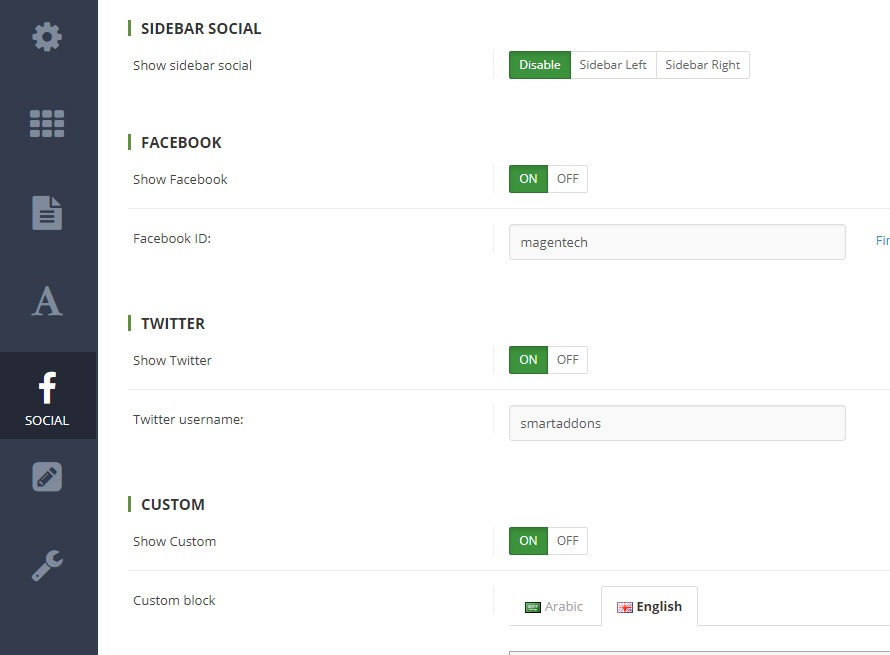 SIDEBAR SOCIAL
Show sidebar social
Disable Sidebar Left Sidebar Right
FACEBOOK
Show Facebook
ON OFF
Facebook ID:
magentech
Fin
TWITTER
Show Twitter
ON OFF
SOCIAL
Twitter username:
smartaddons
CUSTOM
Show Custom
ON OFF
Custom block
Arabic English